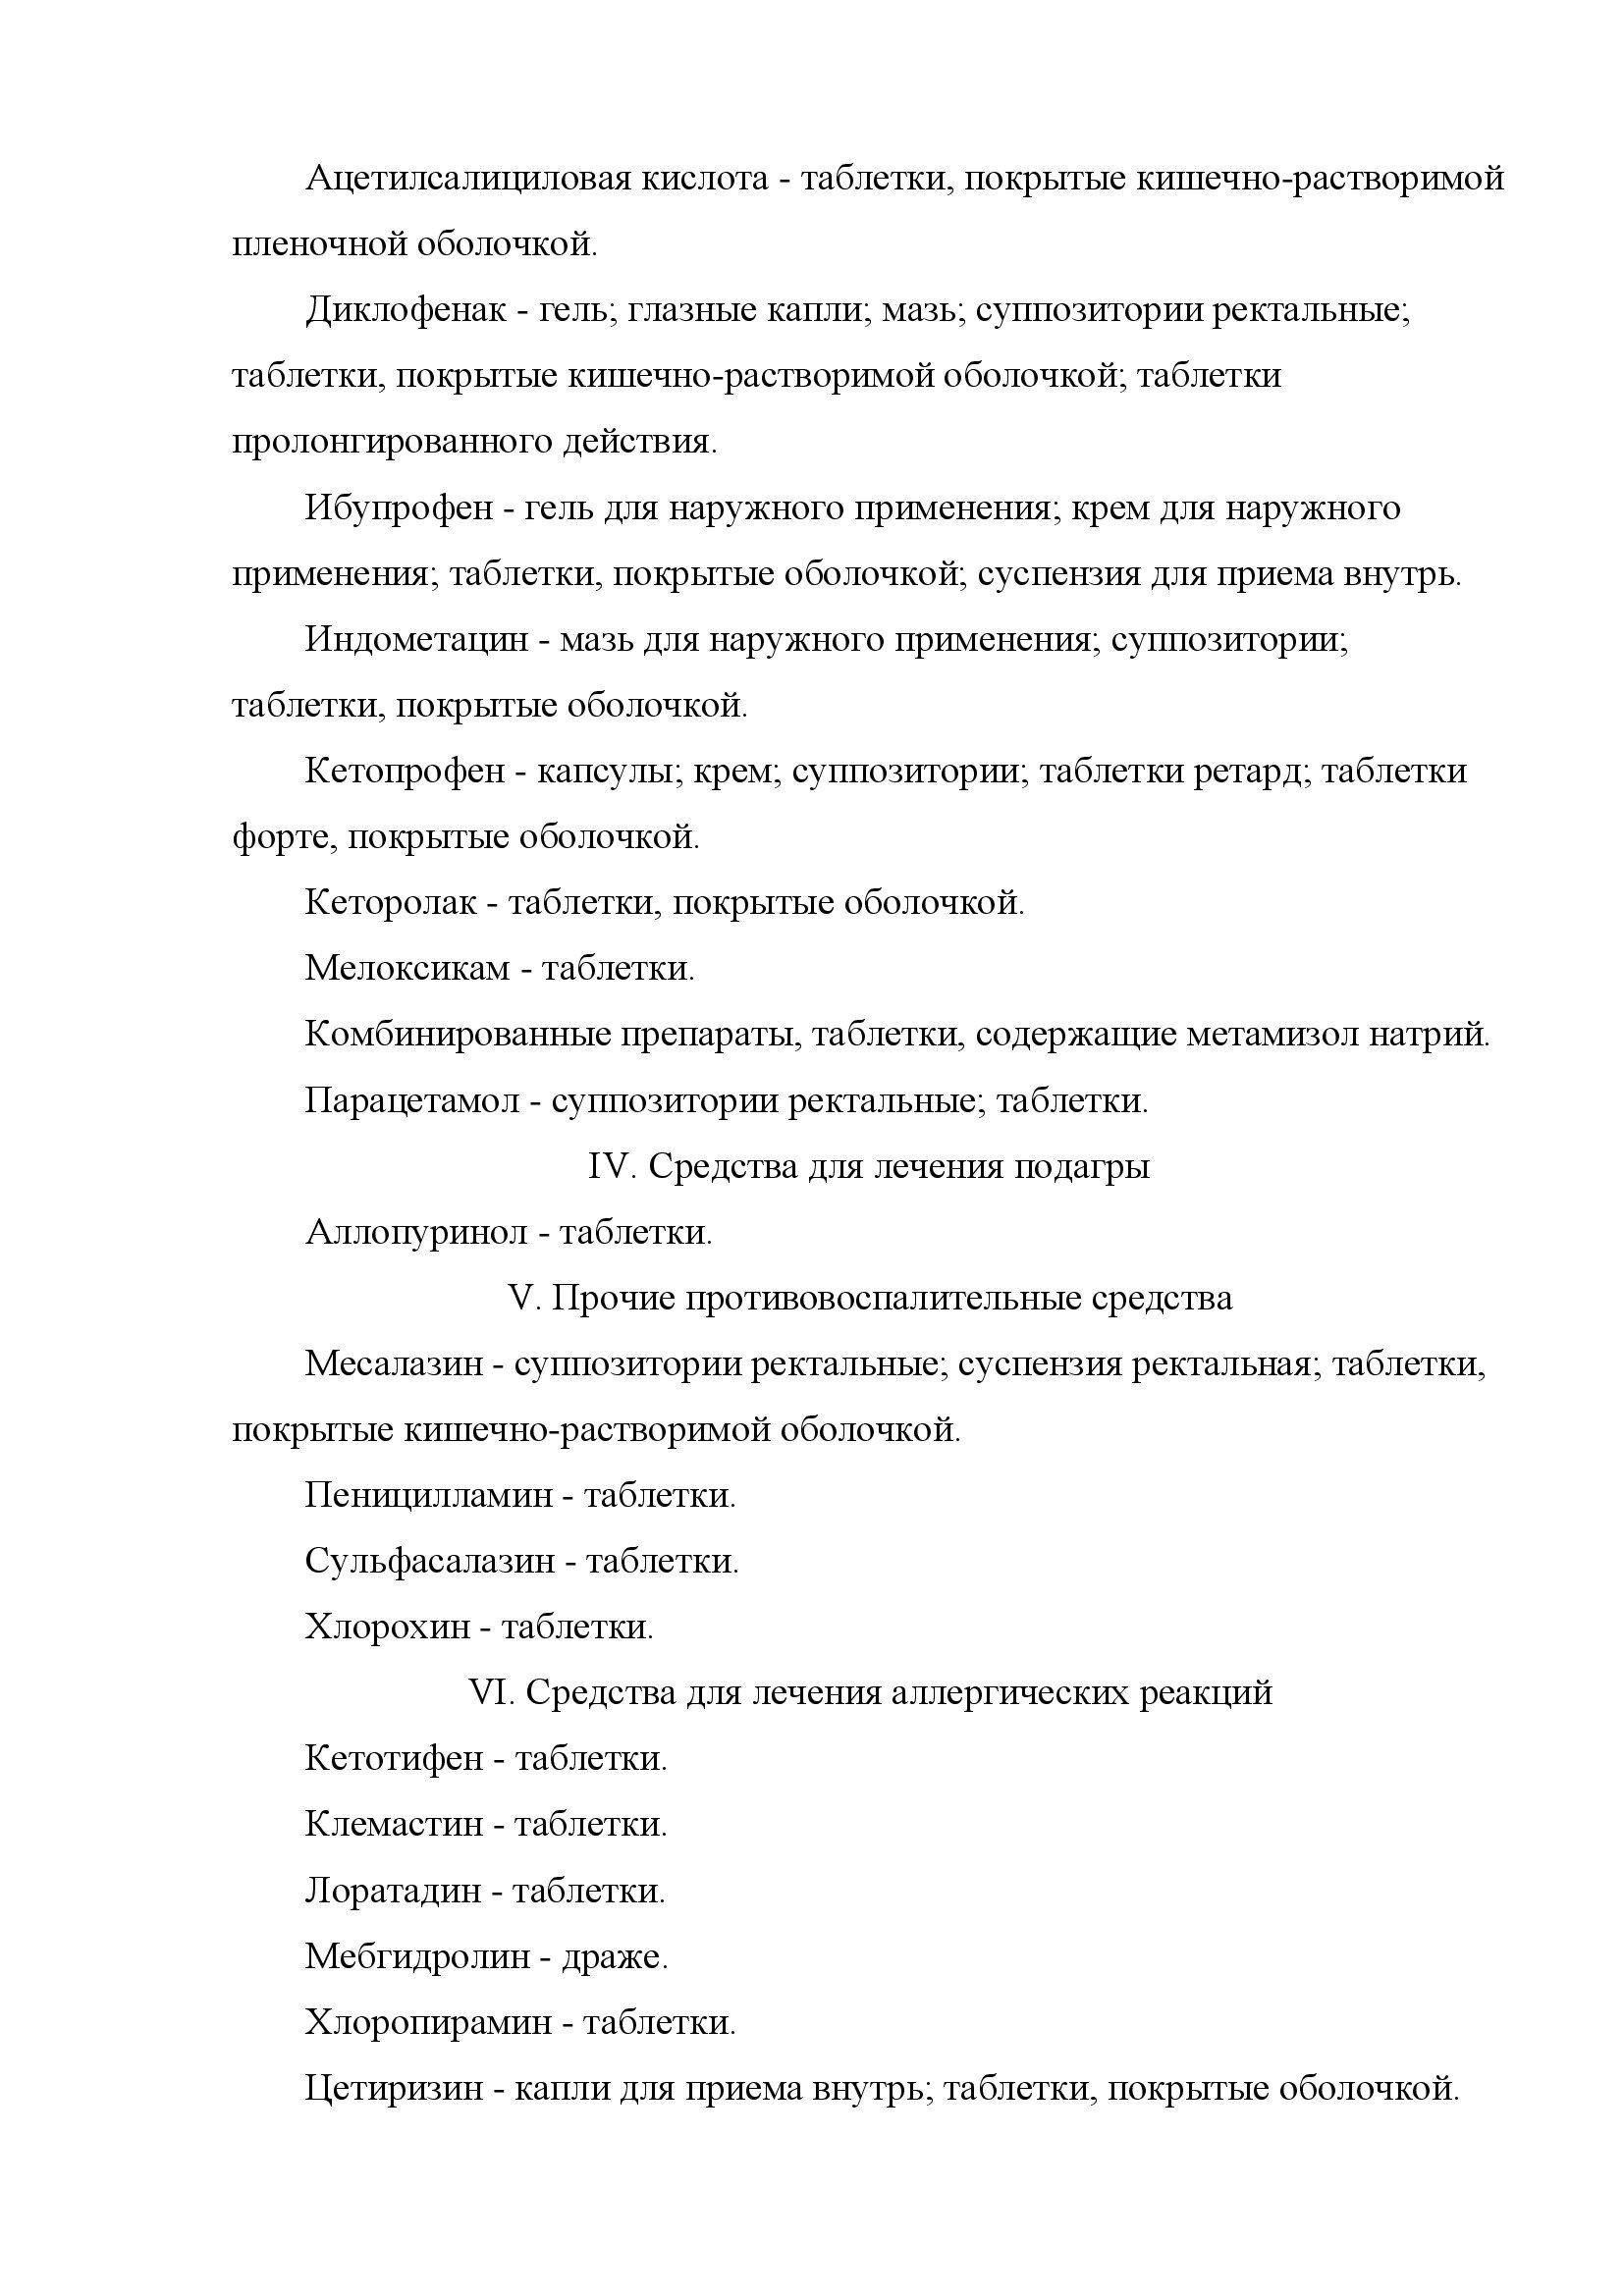 Ацетилсалициловая кислота - таблетки, покрытые кишечно-растворимой
пленочной оболочкой.
Диклофенак - гель; глазные капли; мазь; суппозитории ректальные;
таблетки, покрытые кишечно-растворимой оболочкой; таблетки
пролонгированного действия.
Ибупрофен - гель для наружного применения; крем для наружного
применения; таблетки, покрытые оболочкой; суспензия для приема внутрь.
Индометацин - мазь для наружного применения; суппозитории;
таблетки, покрытые оболочкой.
Кетопрофен - капсулы; крем; суппозитории; таблетки ретард; таблетки
форте, покрытые оболочкой.
Кеторолак - таблетки, покрытые оболочкой.
Мелоксикам - таблетки.
Комбинированные препараты, таблетки, содержащие метамизол натрий.
Парацетамол - суппозитории ректальные; таблетки.
IV. Средства для лечения подагры
Аллопуринол - таблетки.
V. Прочие противовоспалительные средства
Месалазин - суппозитории ректальные; суспензия ректальная; таблетки,
покрытые кишечно-растворимой оболочкой.
Пеницилламин - таблетки.
Сульфасалазин - таблетки.
Хлорохин - таблетки.
VI. Средства для лечения аллергических реакций
Кетотифен - таблетки.
Клемастин - таблетки.
Лоратадин - таблетки.
Мебгидролин - драже.
Хлоропирамин - таблетки.
Цетиризин - капли для приема внутрь; таблетки, покрытые оболочкой.